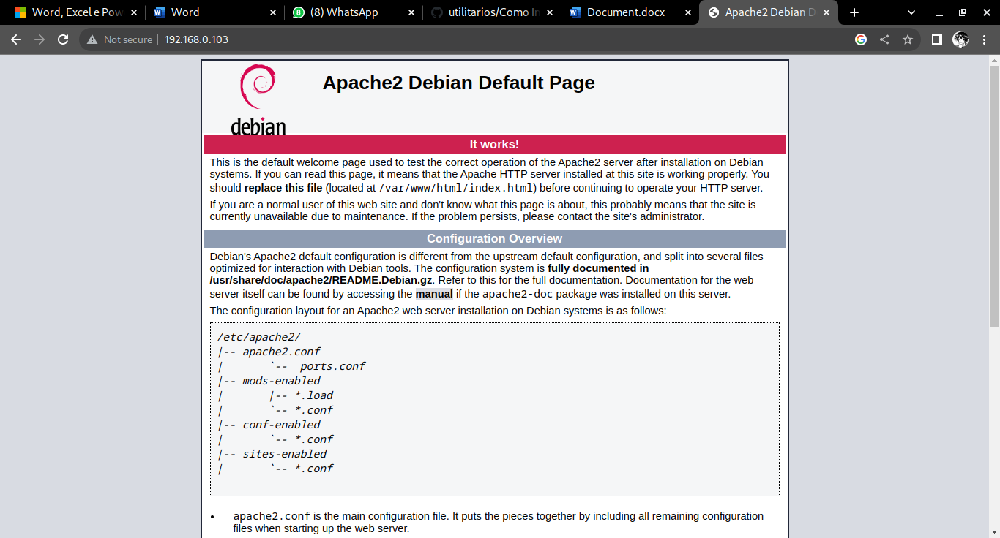 Word, Excel e Pow
Word
(8) WhatsApp
utilitarios/Como In
Document.docx
Apache2 Debian D
Not secure
192.168.0.103
debian
Apache2 Debian Default Page
It works!
This is the default welcome page used to test the correct operation of the Apache2 server after installation on Debian
systems. If you can read this page, it means that the Apache HTTP server installed at this site is working properly. You
should replace this file (located at /var/www/html/index.html) before continuing to operate your HTTP server.
If you are a normal user of this web site and don't know what this page is about, this probably means that the site is
currently unavailable due to maintenance. If the problem persists, please contact the site's administrator.
Configuration Overview
Debian's Apache2 default configuration is different from the upstream default configuration, and split into several files
optimized for interaction with Debian tools. The configuration system is fully documented in
/usr/share/doc/apache2/README.Debian.gz. Refer to this for the full documentation. Documentation for the web
server itself can be found by accessing the manual if the apache2-doc package was installed on this server.
The configuration layout for an Apache2 web server installation on Debian systems is as follows:
/etc/apache2/
|-- apache2.conf
|       `--  ports.conf
|-- mods-enabled
|       |-- *.load
|       `-- *.conf
|-- conf-enabled
|       `-- *.conf
|-- sites-enabled
|       `-- *.conf
• apache2.conf is the main configuration file. It puts the pieces together by including all remaining configuration
files when starting up the web server.